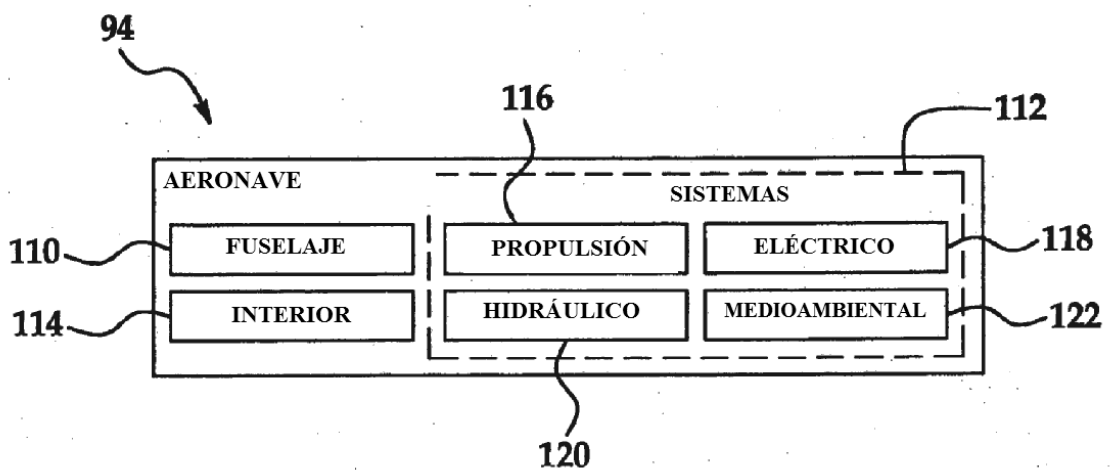 94
116
112
AERONAVE
SISTEMAS
110
FUSELAJE
PROPULSIÓN
ELÉCTRICO
118
114
INTERIOR
HIDRÁULICO
MEDIOAMBIENTAL
122
120